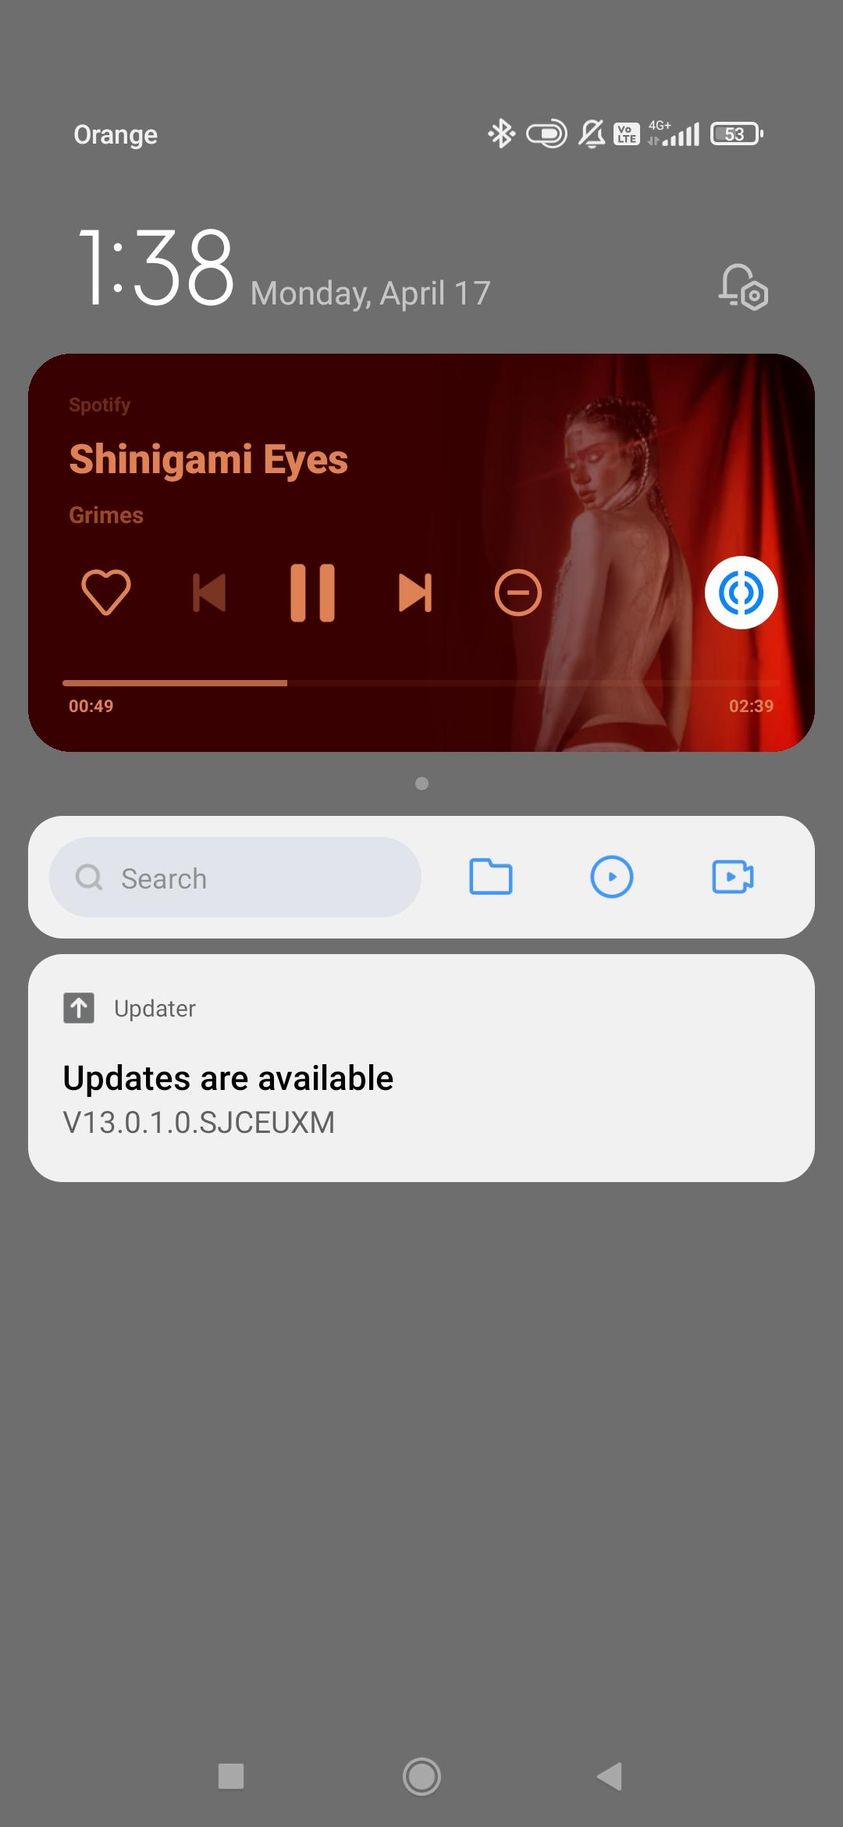 Orange
Vo LTE 4G+ 53
1:38 Monday, April 17
Spotify
Shinigami Eyes
Grimes
00:49 02:39
Search
Updater
Updates are available
V13.0.1.0.SJCEUXM